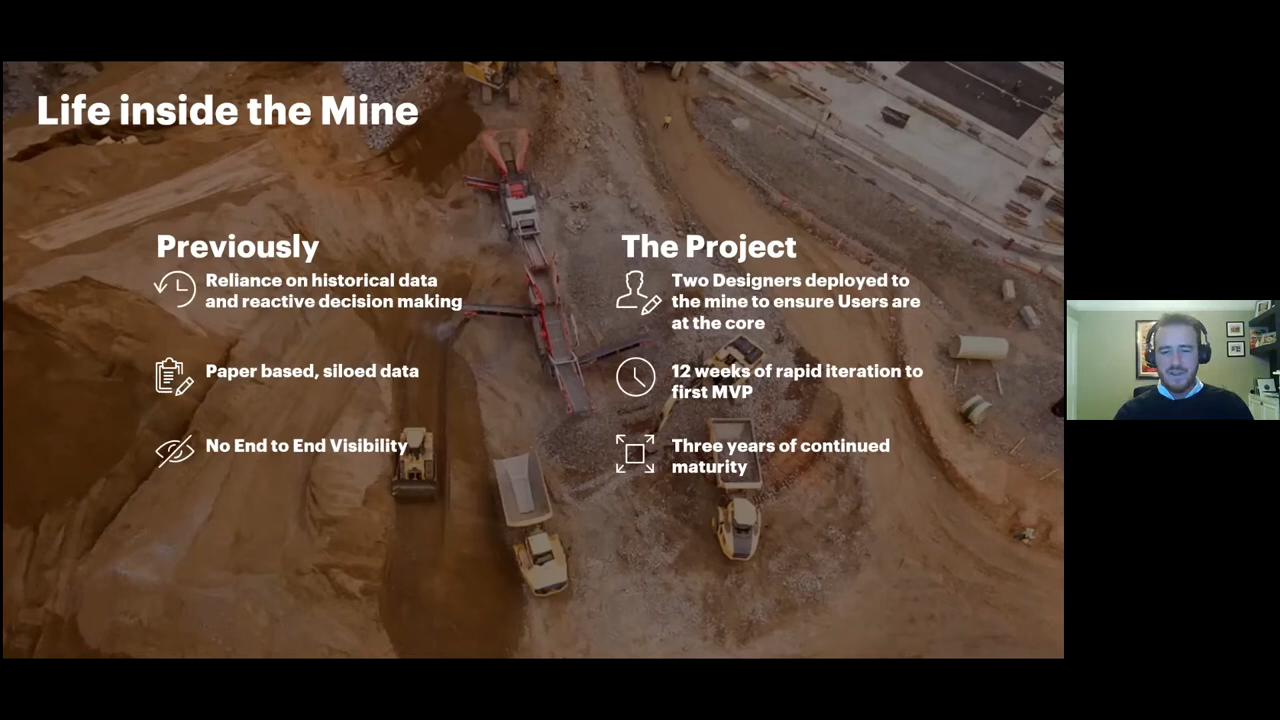 Life inside the Mine
Previously
Reliance on historical data
and reactive decision making
Paper based, siloed data
No End to End Visibility
The Project
Two Designers deployed to
the mine to ensure Users are
at the core
12 weeks of rapid iteration to
first MVP
Three years of continued
maturity